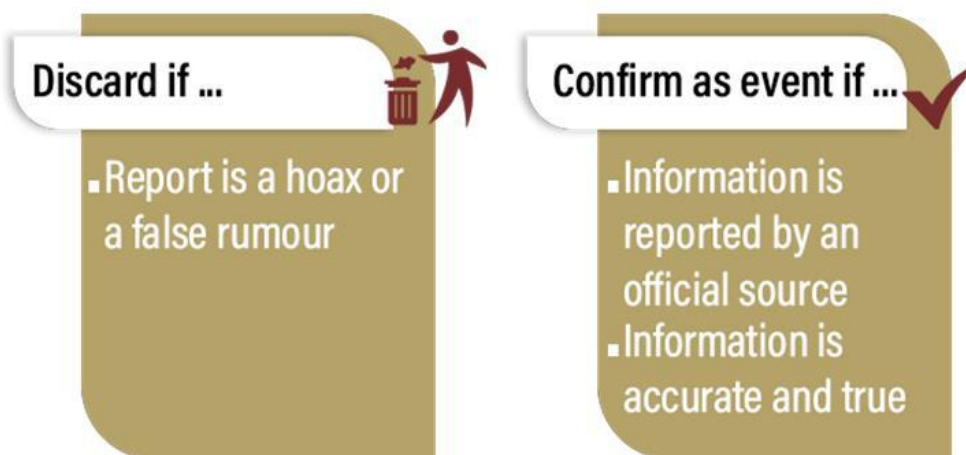 Discard if ...
▪Report is a hoax or
a false rumour
Confirm as event if ...
▪Information is
reported by an
official source
▪Information is
accurate and true